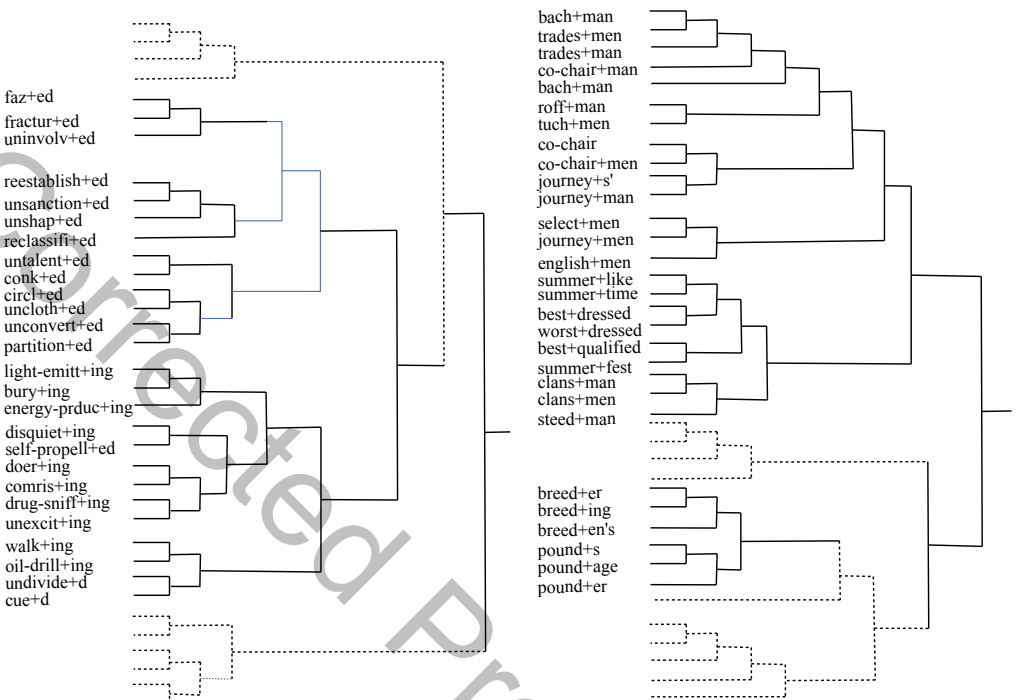 faz+ed
fractur+ed
uninvolv+ed
reestablish+ed
unsanction+ed
unshap+ed
reclassifi+ed
untalent+ed
conk+ed
circl+ed
uncloth+ed
unconvert+ed
partition+ed
light-emitt+ing
bury+ing
energy-prduc+ing
disquiet+ing
self-propell+ed
doer+ing
comris+ing
drug-sniff+ing
unexcit+ing
walk+ing
oil-drill+ing
undivide+d
cue+d
bach+man
trades+men
trades+man
co-chair+man
bach+man
roff+man
tuch+men
co-chair
co-chair+men
journey+s'
journey+man
select+men
journey+men
english+men
summer+like
summer+time
best+dressed
worst+dressed
best+qualified
summer+fest
clans+man
clans+men
steed+man
breed+er
breed+ing
breed+en's
pound+s
pound+age
pound+er
Corrected Pro